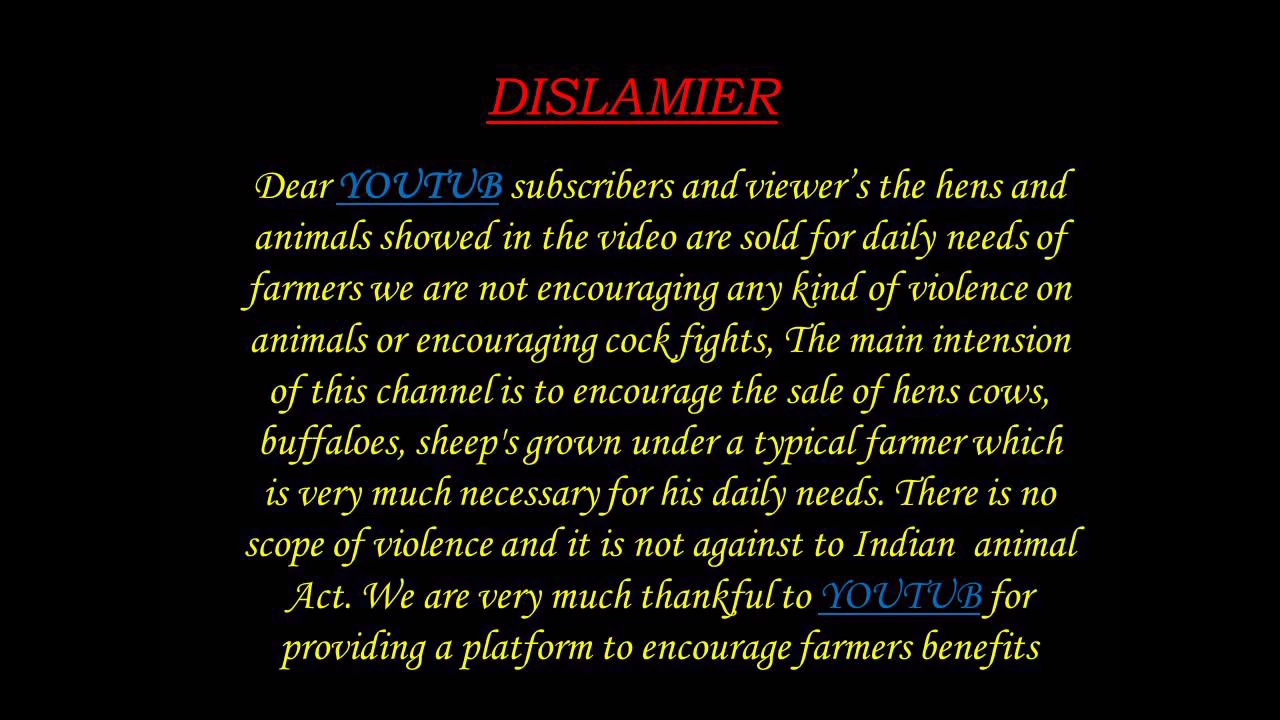 DISLAMIER
Dear YOUTUB subscribers and viewer’s the hens and
animals showed in the video are sold for daily needs of
farmers we are not encouraging any kind of violence on
animals or encouraging cock fights, The main intension
of this channel is to encourage the sale of hens cows,
buffaloes, sheep's grown under a typical farmer which
is very much necessary for his daily needs. There is no
scope of violence and it is not against to Indian  animal
Act. We are very much thankful to YOUTUB for
providing a platform to encourage farmers benefits